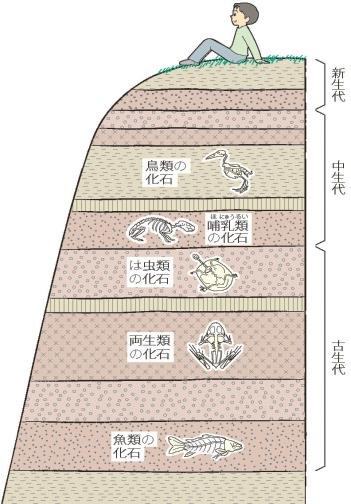 新生代
中生代
古生代
鳥類の
化石
ほ にゅうるい
哺乳類
の化石
は虫類
の化石
両生類
の化石
魚類の
化石